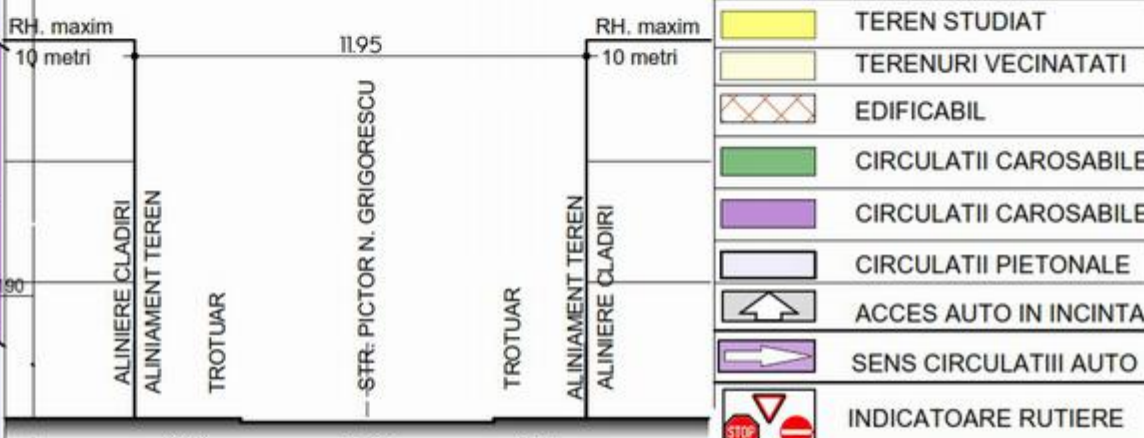 RH. maxim
10 metri
11.95
RH. maxim
10 metri
ALINIERE CLADIRI
ALINIAMENT TEREN
TROTUAR
STR. PICTOR N. GRIGORESCU
TROTUAR
ALINIAMENT TEREN
ALINIERE CLADIRI
TEREN STUDIAT
TERENURI VECINATATI
EDIFICABIL
CIRCULATII CAROSABILE
CIRCULATII CAROSABILE
CIRCULATII PIETONALE
ACCES AUTO IN INCINTA
SENS CIRCULATIII AUTO
STOP
INDICATOARE RUTIERE